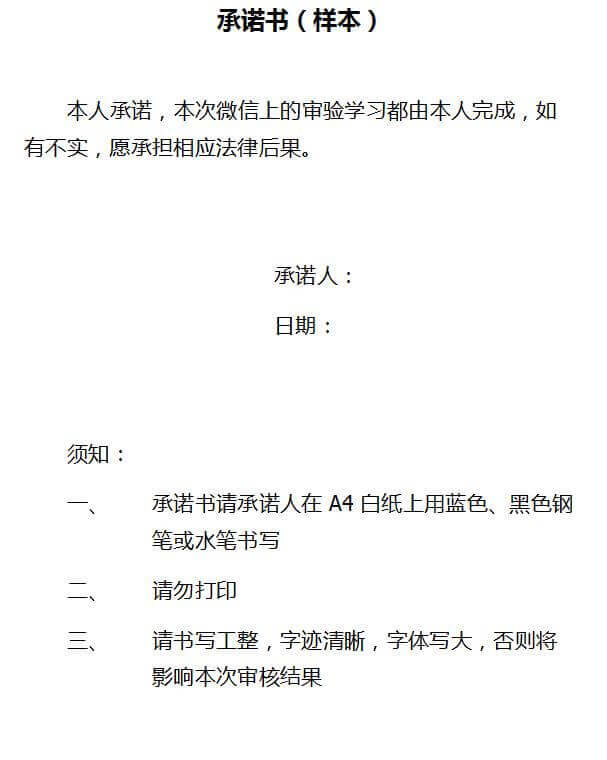 承诺书（样本）
本人承诺，本次微信上的审验学习都由本人完成，如
有不实，愿承担相应法律后果。
承诺人：
日期：
须知：
一、 承诺书请承诺人在 A4 白纸上用蓝色、黑色钢
笔或水笔书写
二、 请勿打印
三、 请书写工整，字迹清晰，字体写大，否则将
影响本次审核结果